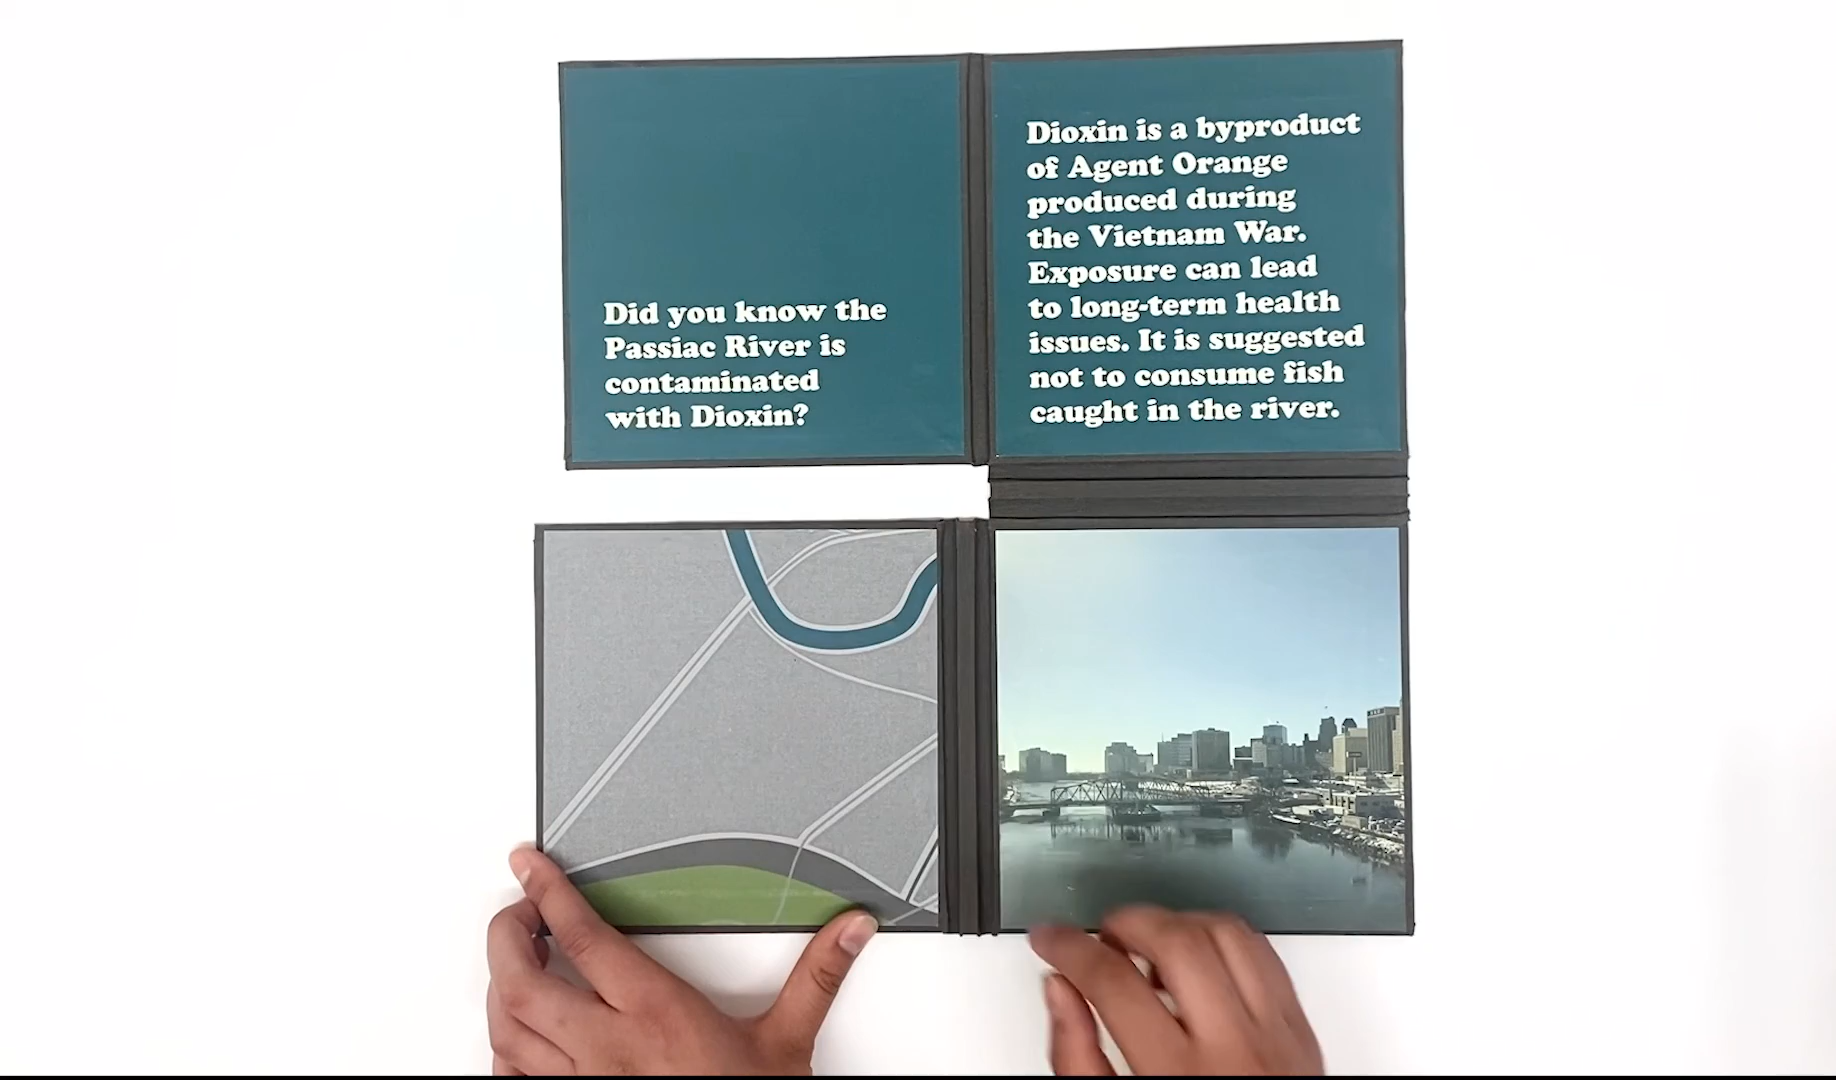 Did you know the
Passiac River is
contaminated
with Dioxin?
Dioxin is a byproduct
of Agent Orange
produced during
the Vietnam War.
Exposure can lead
to long-term health
issues. It is suggested
not to consume fish
caught in the river.